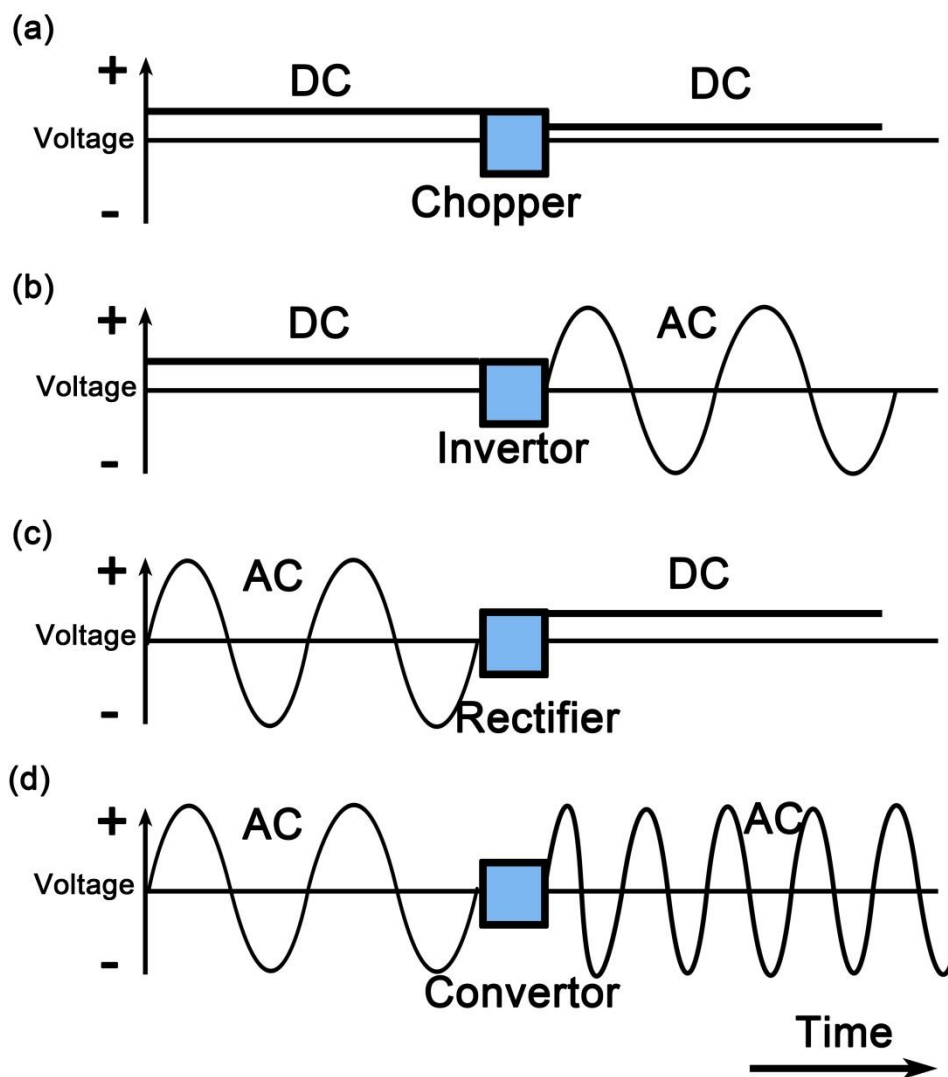 (a)
+
DC
DC
Voltage
-
Chopper
(b)
+
DC
AC
Voltage
-
Invertor
(c)
+
AC
DC
Voltage
-
Rectifier
(d)
+
AC
AC
Voltage
-
Convertor
Time